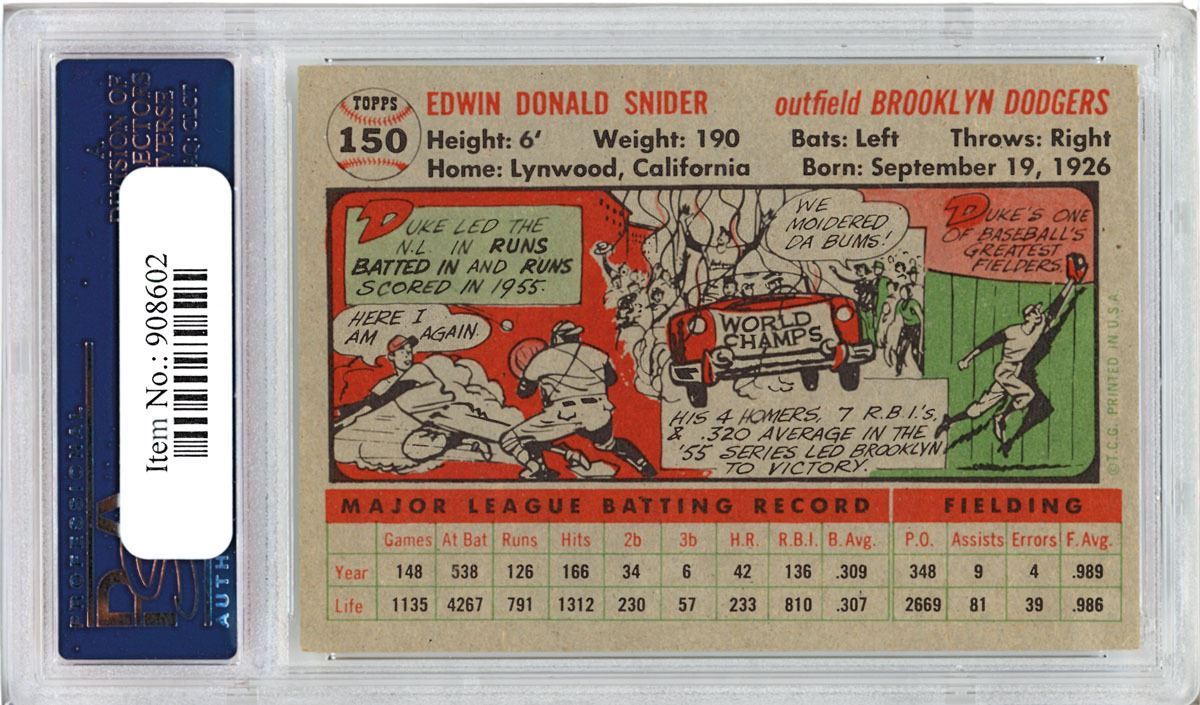 TOPPS
150
EDWIN DONALD SNIDER
outfield BROOKLYN DODGERS
Height: 6' Weight: 190 Bats: Left Throws: Right
Home: Lynwood, California Born: September 19, 1926
DUKE LED THE
N.L. IN RUNS
BATTED IN AND RUNS
SCORED IN 1955.
HERE I
AM AGAIN.
WE
MOIDERED
DA BUMS!
WORLD
CHAMPS
HIS 4 HOMERS, 7 R.B.I.'s,
& .320 AVERAGE IN THE
'55 SERIES LED BROOKLYN
TO VICTORY.
DUKE'S ONE
OF BASEBALL'S
GREATEST
FIELDERS.
©T.C.G. PRINTED IN U.S.A
MAJOR LEAGUE BATTING RECORD FIELDING
Games At Bat Runs Hits 2b 3b H.R. R.B.I. B. Avg. P.O. Assists Errors F. Avg.
Year 148 538 126 166 34 6 42 136 .309 348 9 4 .989
Life 1135 4267 791 1312 230 57 233 810 .307 2669 81 39 .986
Item No.: 908602
A
DIVISION OF
PROFESSIONAL
AUTH